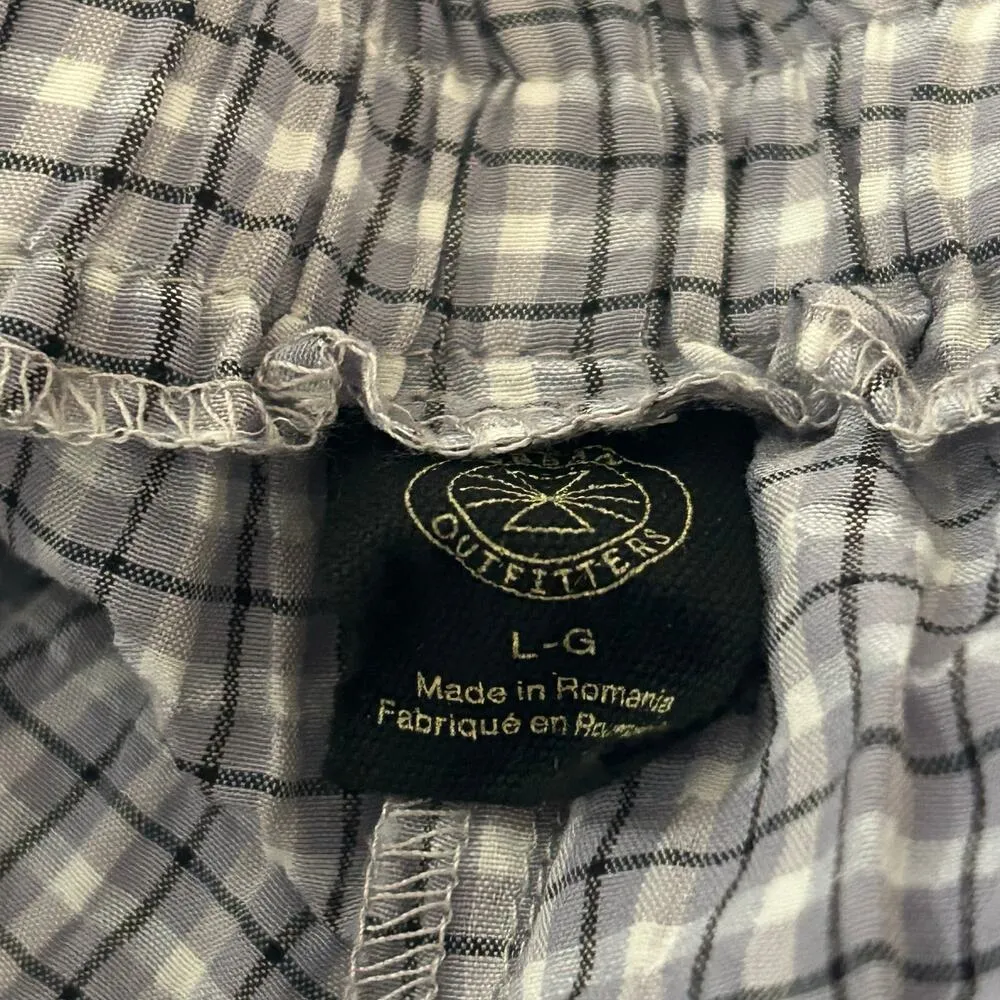 OUTFITTERS
L-G
Made in Romania
Fabriqué en